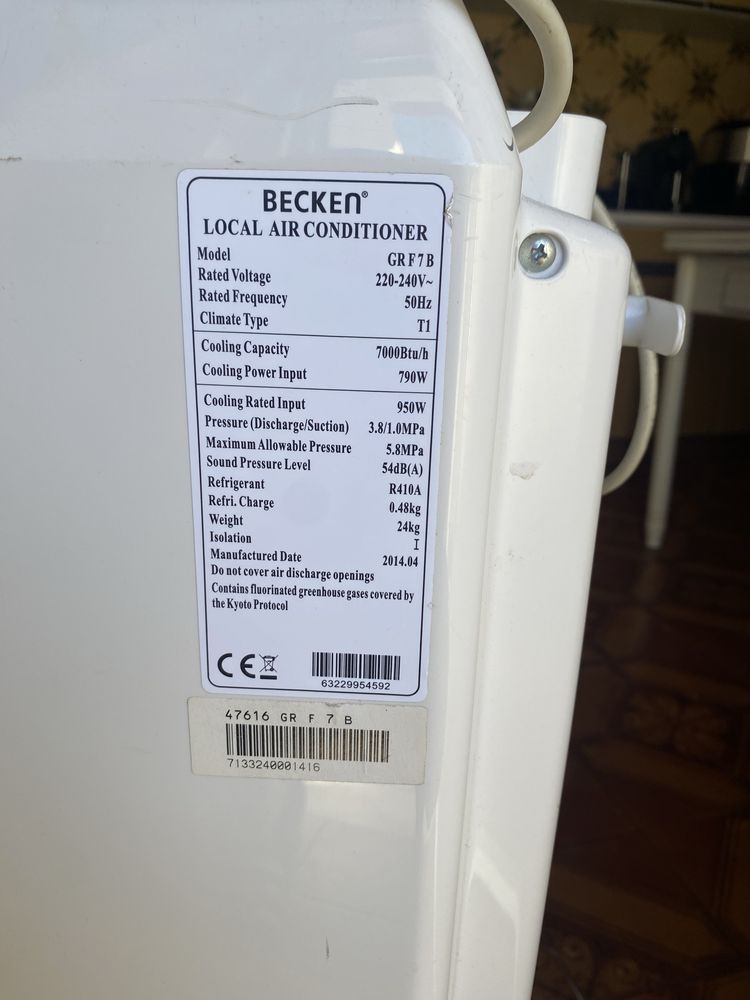 BECKEN®
LOCAL AIR CONDITIONER
Model GR F 7 B
Rated Voltage 220-240V~
Rated Frequency 50Hz
Climate Type T1
Cooling Capacity 7000Btu/h
Cooling Power Input 790W
Cooling Rated Input 950W
Pressure (Discharge/Suction) 3.8/1.0MPa
Maximum Allowable Pressure 5.8MPa
Sound Pressure Level 54dB(A)
Refrigerant R410A
Refri. Charge 0.48kg
Weight 24kg
Isolation I
Manufactured Date 2014.04
Do not cover air discharge openings
Contains fluorinated greenhouse gases covered by
the Kyoto Protocol
CE
63229954592
47616 GR F 7 B
7133240001416